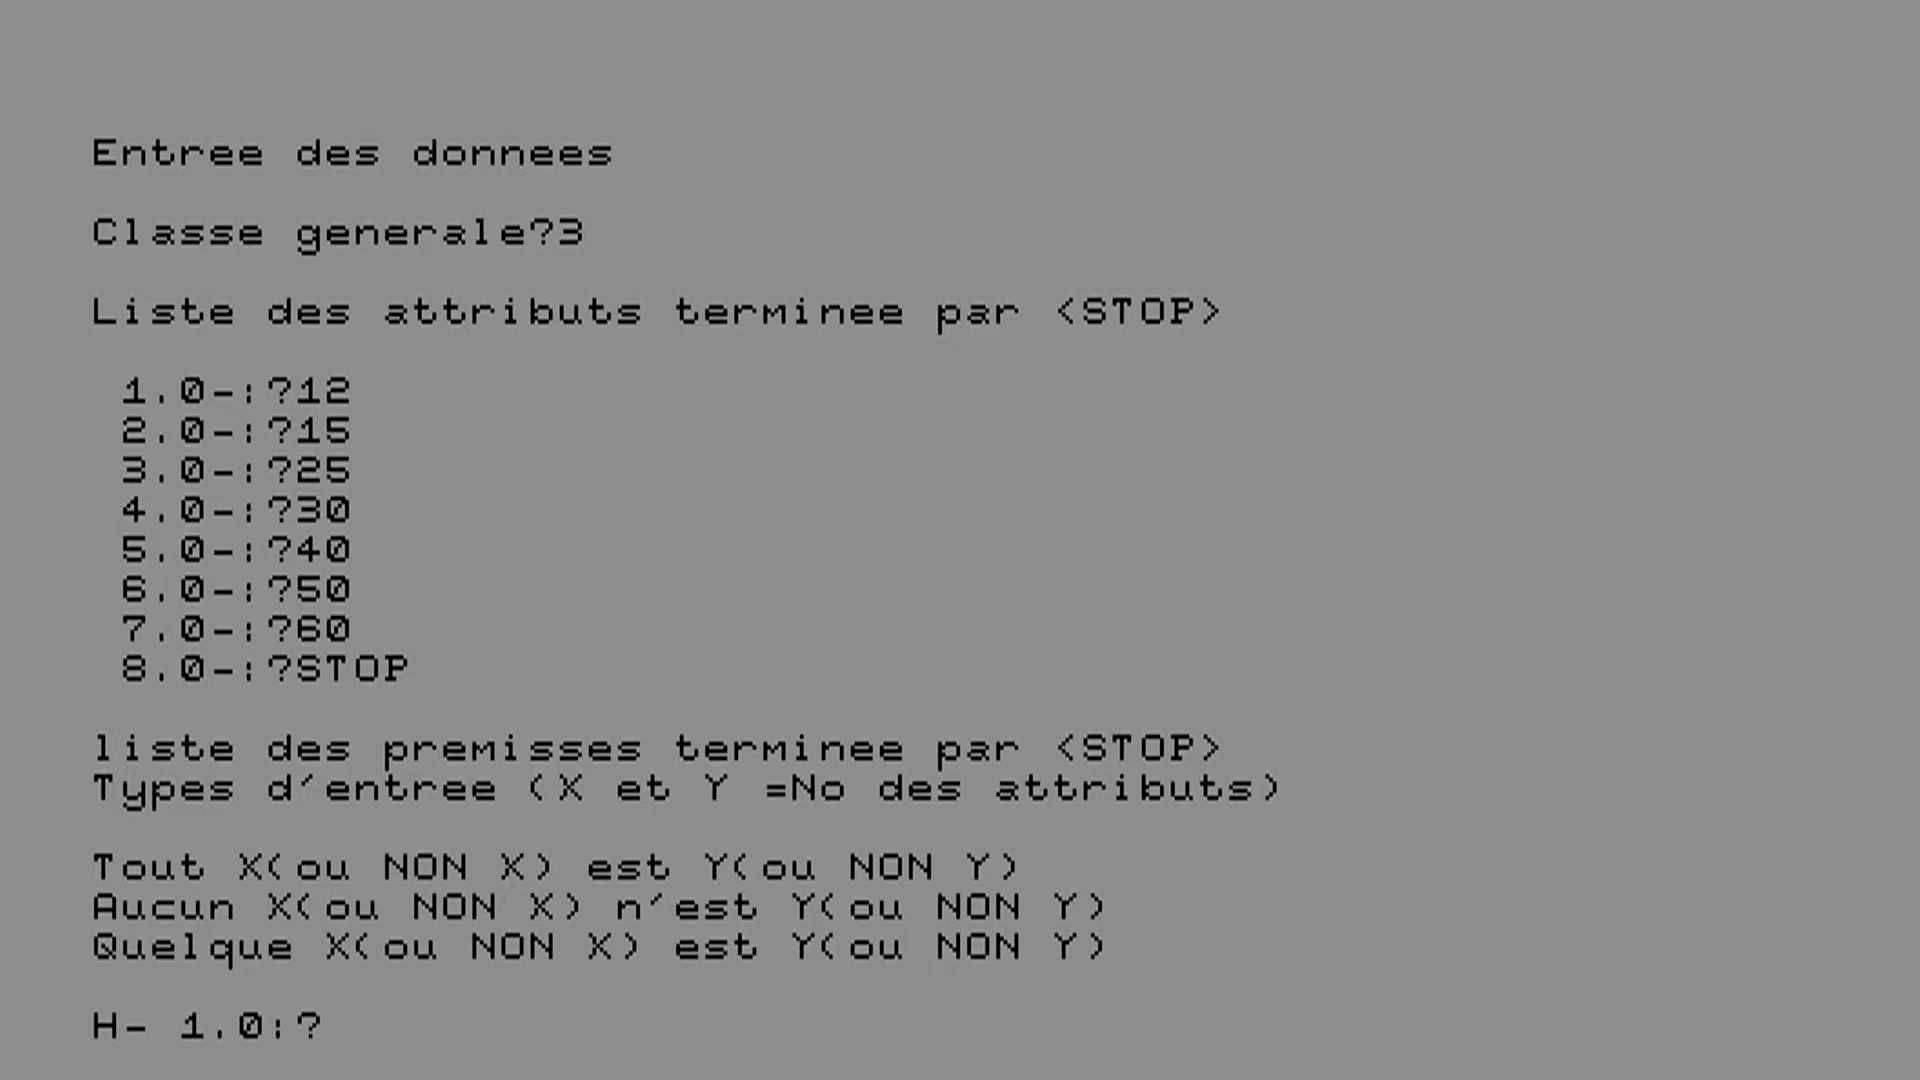 Entree des donnees
Classe generale?3
Liste des attributs terminee par <STOP>
1.0-:?12
2.0-:?15
3.0-:?25
4.0-:?30
5.0-:?40
6.0-:?50
7.0-:?60
8.0-:?STOP
liste des premisses terminee par <STOP>
Types d'entree (X et Y =No des attributs)
Tout X(ou NON X) est Y(ou NON Y)
Aucun X(ou NON X) n'est Y(ou NON Y)
Quelque X(ou NON X) est Y(ou NON Y)
H- 1.0:?